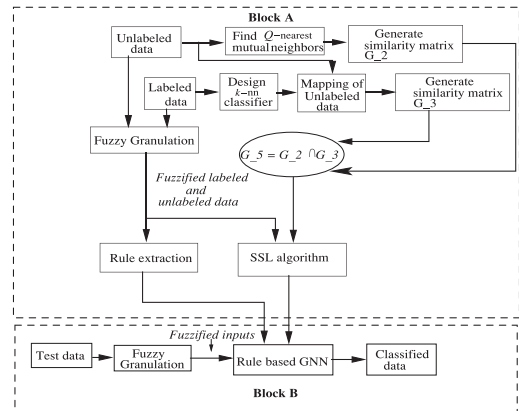 Block A
Unlabeled
data
Find Q-nearest
mutual neighbors
Generate
similarity matrix
G_2
Labeled
data
Design
k-nn
classifier
Mapping of
Unlabeled
data
Generate
similarity matrix
G_3
Fuzzy Granulation
G_5 = G_2 ∩ G_3
Fuzzified labeled
and
unlabeled data
Rule extraction
SSL algorithm
Fuzzified inputs
Test data
Fuzzy
Granulation
Rule based GNN
Classified
data
Block B